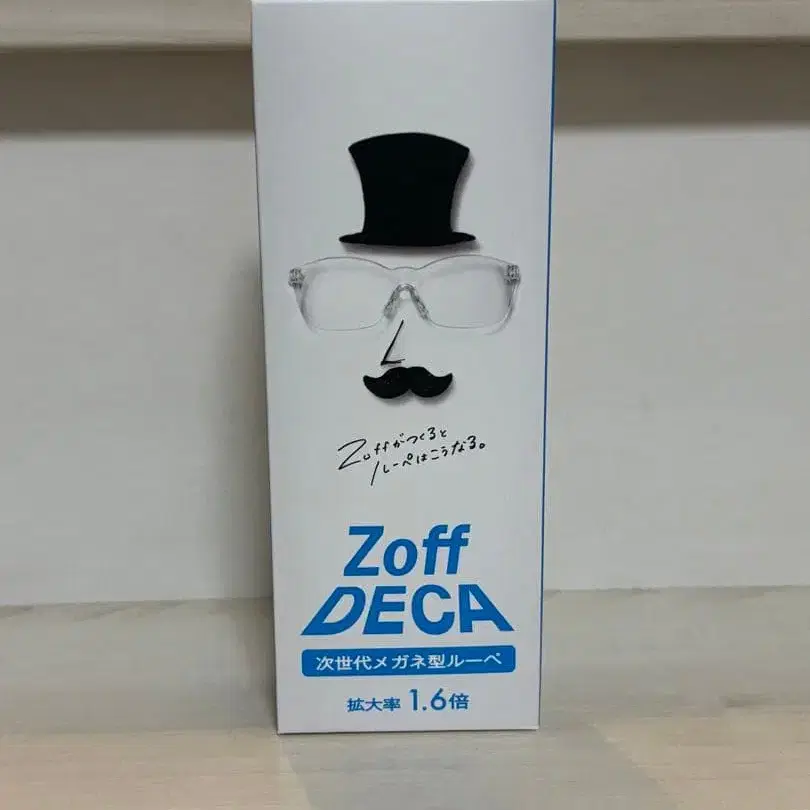 Zoffがつくると
ルーペはこうなる。
Zoff
DECA
次世代メガネ型ルーペ
拡大率 1.6倍